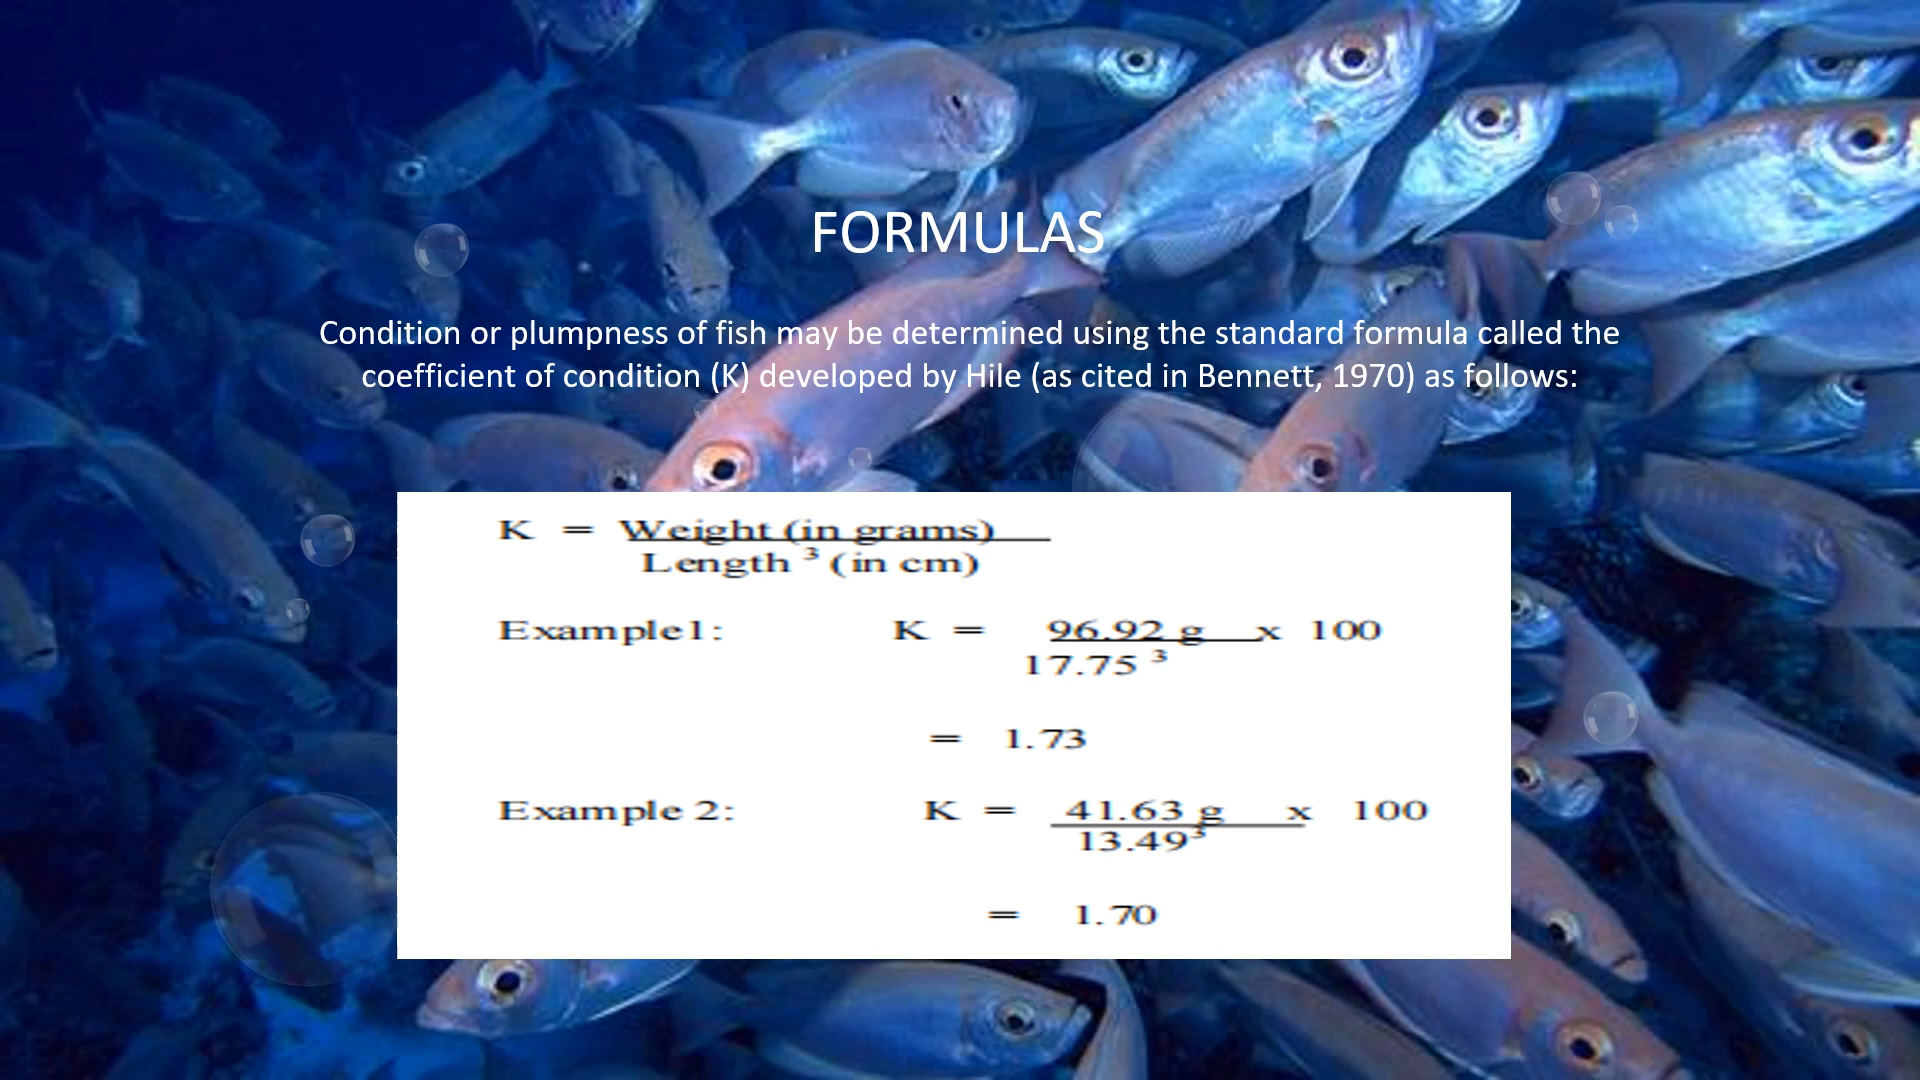 FORMULAS
Condition or plumpness of fish may be determined using the standard formula called the
coefficient of condition (K) developed by Hile (as cited in Bennett, 1970) as follows:
K = Weight (in grams)
Length ³ (in cm)
Example1: K = 96.92 g x 100
17.75 ³
= 1.73
Example 2: K = 41.63 g x 100
13.49³
= 1.70